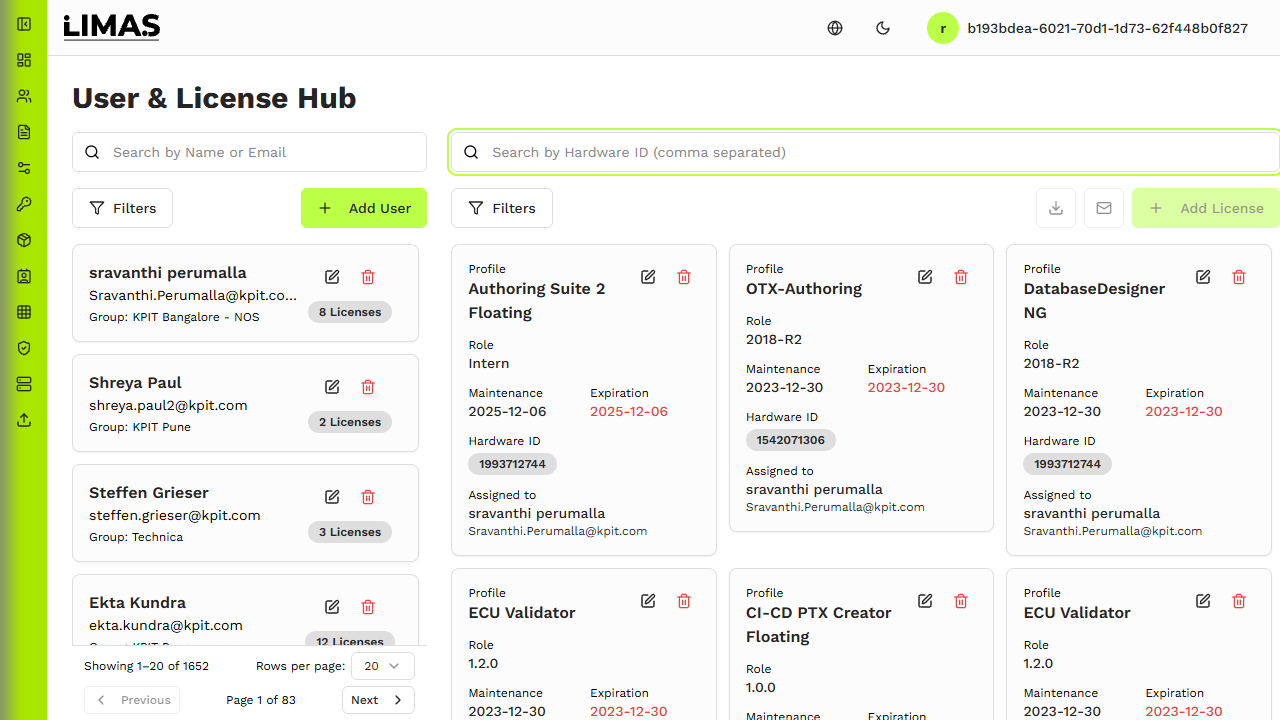 LIMAS
r
b193bdea-6021-70d1-1d73-62f448b0f827
User & License Hub
Search by Name or Email
Search by Hardware ID (comma separated)
Filters
Add User
Filters
Add License
sravanthi perumalla
Sravanthi.Perumalla@kpit.co...
Group: KPIT Bangalore - NOS
8 Licenses
Shreya Paul
shreya.paul2@kpit.com
Group: KPIT Pune
2 Licenses
Steffen Grieser
steffen.grieser@kpit.com
Group: Technica
3 Licenses
Ekta Kundra
ekta.kundra@kpit.com
12 Licenses
Showing 1–20 of 1652
Rows per page:
20
Previous
Page 1 of 83
Next
Profile
Authoring Suite 2
Floating
Role
Intern
Maintenance
Expiration
2025-12-06
2025-12-06
Hardware ID
1993712744
Assigned to
sravanthi perumalla
Sravanthi.Perumalla@kpit.com
Profile
OTX-Authoring
Role
2018-R2
Maintenance
Expiration
2023-12-30
2023-12-30
Hardware ID
1542071306
Assigned to
sravanthi perumalla
Sravanthi.Perumalla@kpit.com
Profile
DatabaseDesigner
NG
Role
2018-R2
Maintenance
Expiration
2023-12-30
2023-12-30
Hardware ID
1993712744
Assigned to
sravanthi perumalla
Sravanthi.Perumalla@kpit.com
Profile
ECU Validator
Role
1.2.0
Maintenance
Expiration
2023-12-30
2023-12-30
Profile
CI-CD PTX Creator
Floating
Role
1.0.0
Maintenance
Expiration
Profile
ECU Validator
Role
1.2.0
Maintenance
Expiration
2023-12-30
2023-12-30